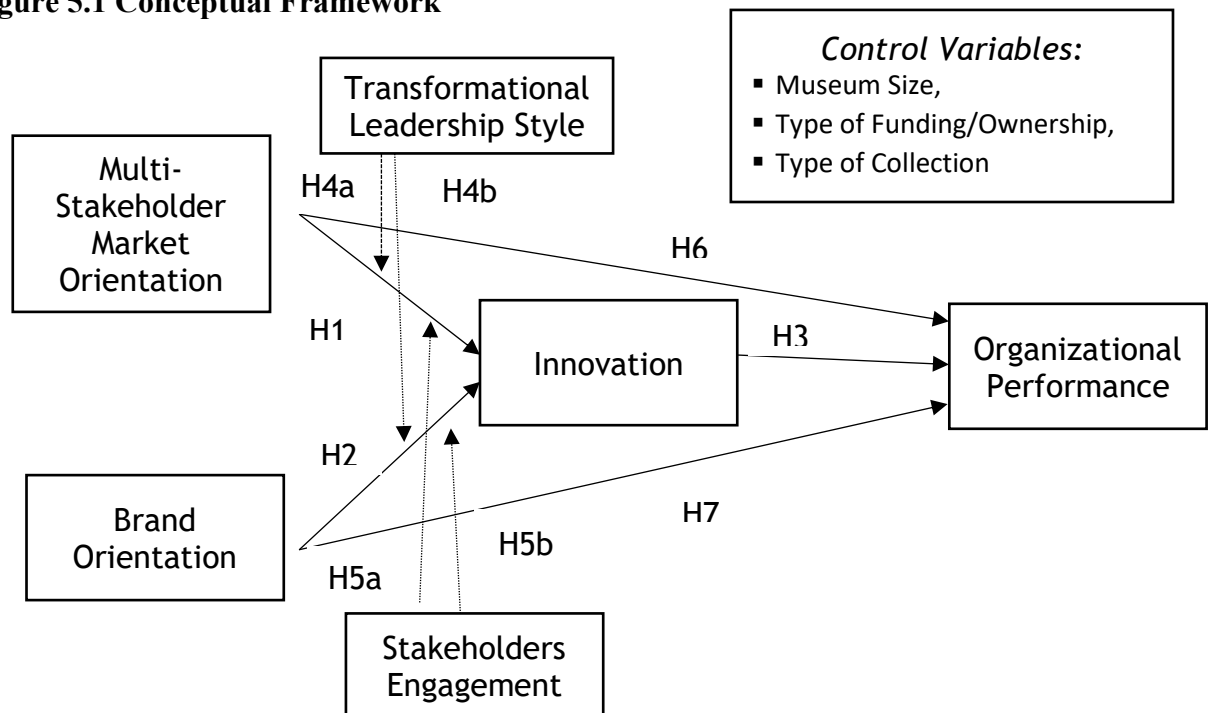 gure 5.1 Conceptual Framework
Control Variables:
▪ Museum Size,
▪ Type of Funding/Ownership,
▪ Type of Collection
Transformational
Leadership Style
Multi-
Stakeholder
Market
Orientation
H4a
H4b
H6
H1
Innovation
H3
Organizational
Performance
H2
Brand
Orientation
H7
H5b
H5a
Stakeholders
Engagement